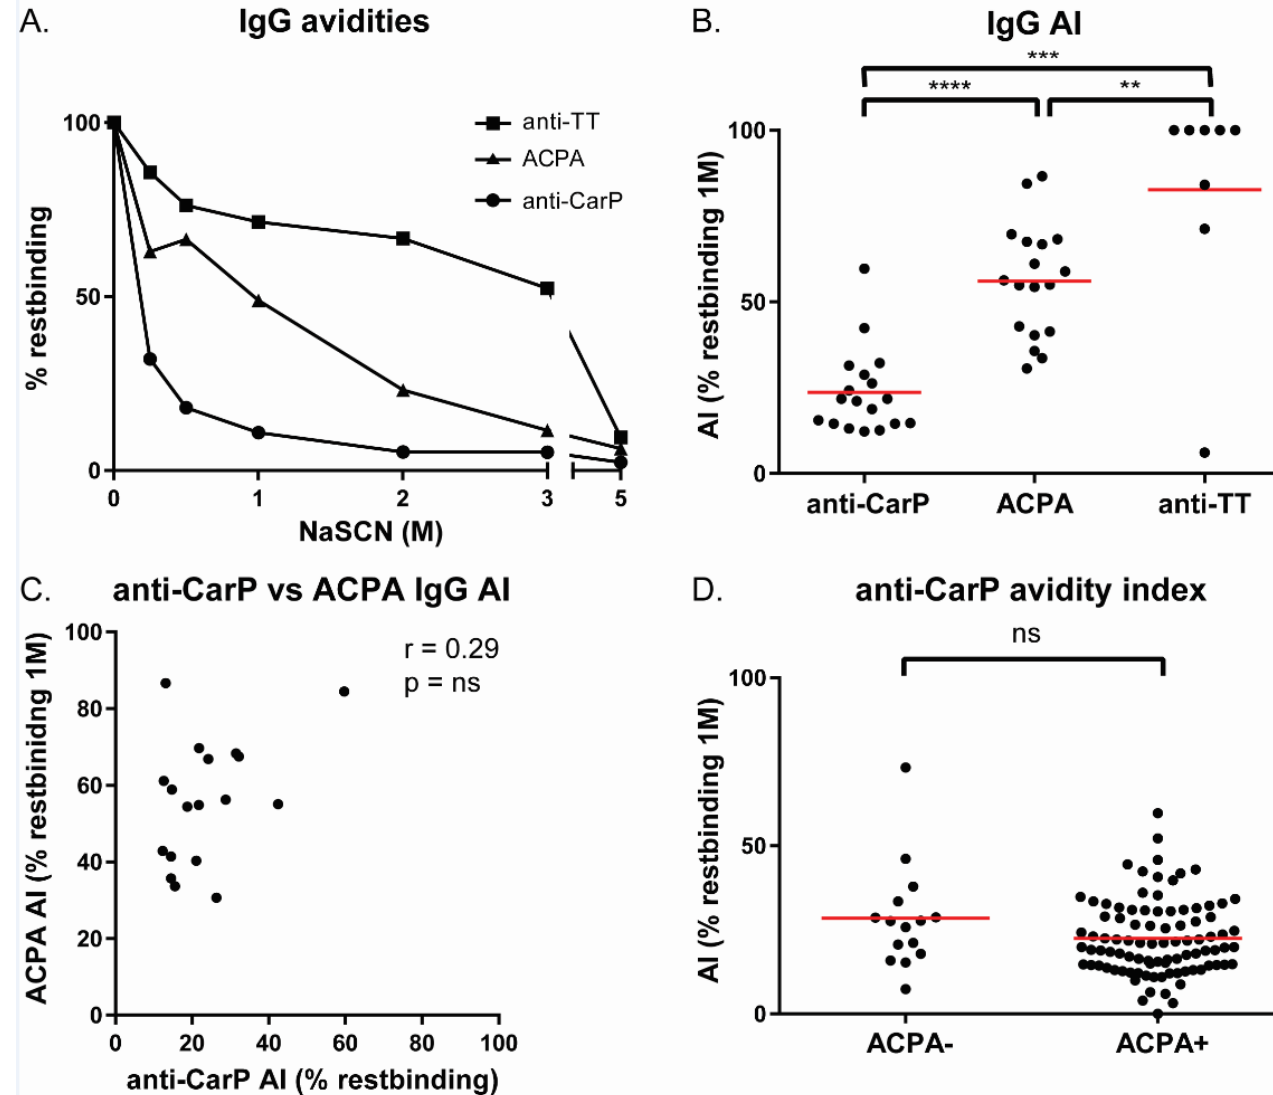 A.
IgG avidities
% restbinding
100
50
0
anti-TT
ACPA
anti-CarP
0
1
2
3
5
NaSCN (M)
B.
IgG AI
***
****
**
AI (% restbinding 1M)
100
50
0
anti-CarP
ACPA
anti-TT
C.
anti-CarP vs ACPA IgG AI
ACPA AI (% restbinidng 1M)
100
80
60
40
20
0
r = 0.29
p = ns
0
20
40
60
80
100
anti-CarP AI (% restbinding)
D.
anti-CarP avidity index
ns
AI (% restbinding 1M)
100
50
0
ACPA-
ACPA+